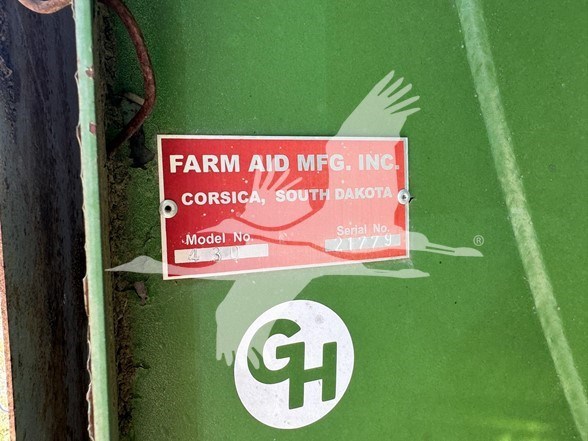 FARM AID MFG. INC.
CORSICA, SOUTH DAKOTA
Model No. Serial No.
21779
®
GH